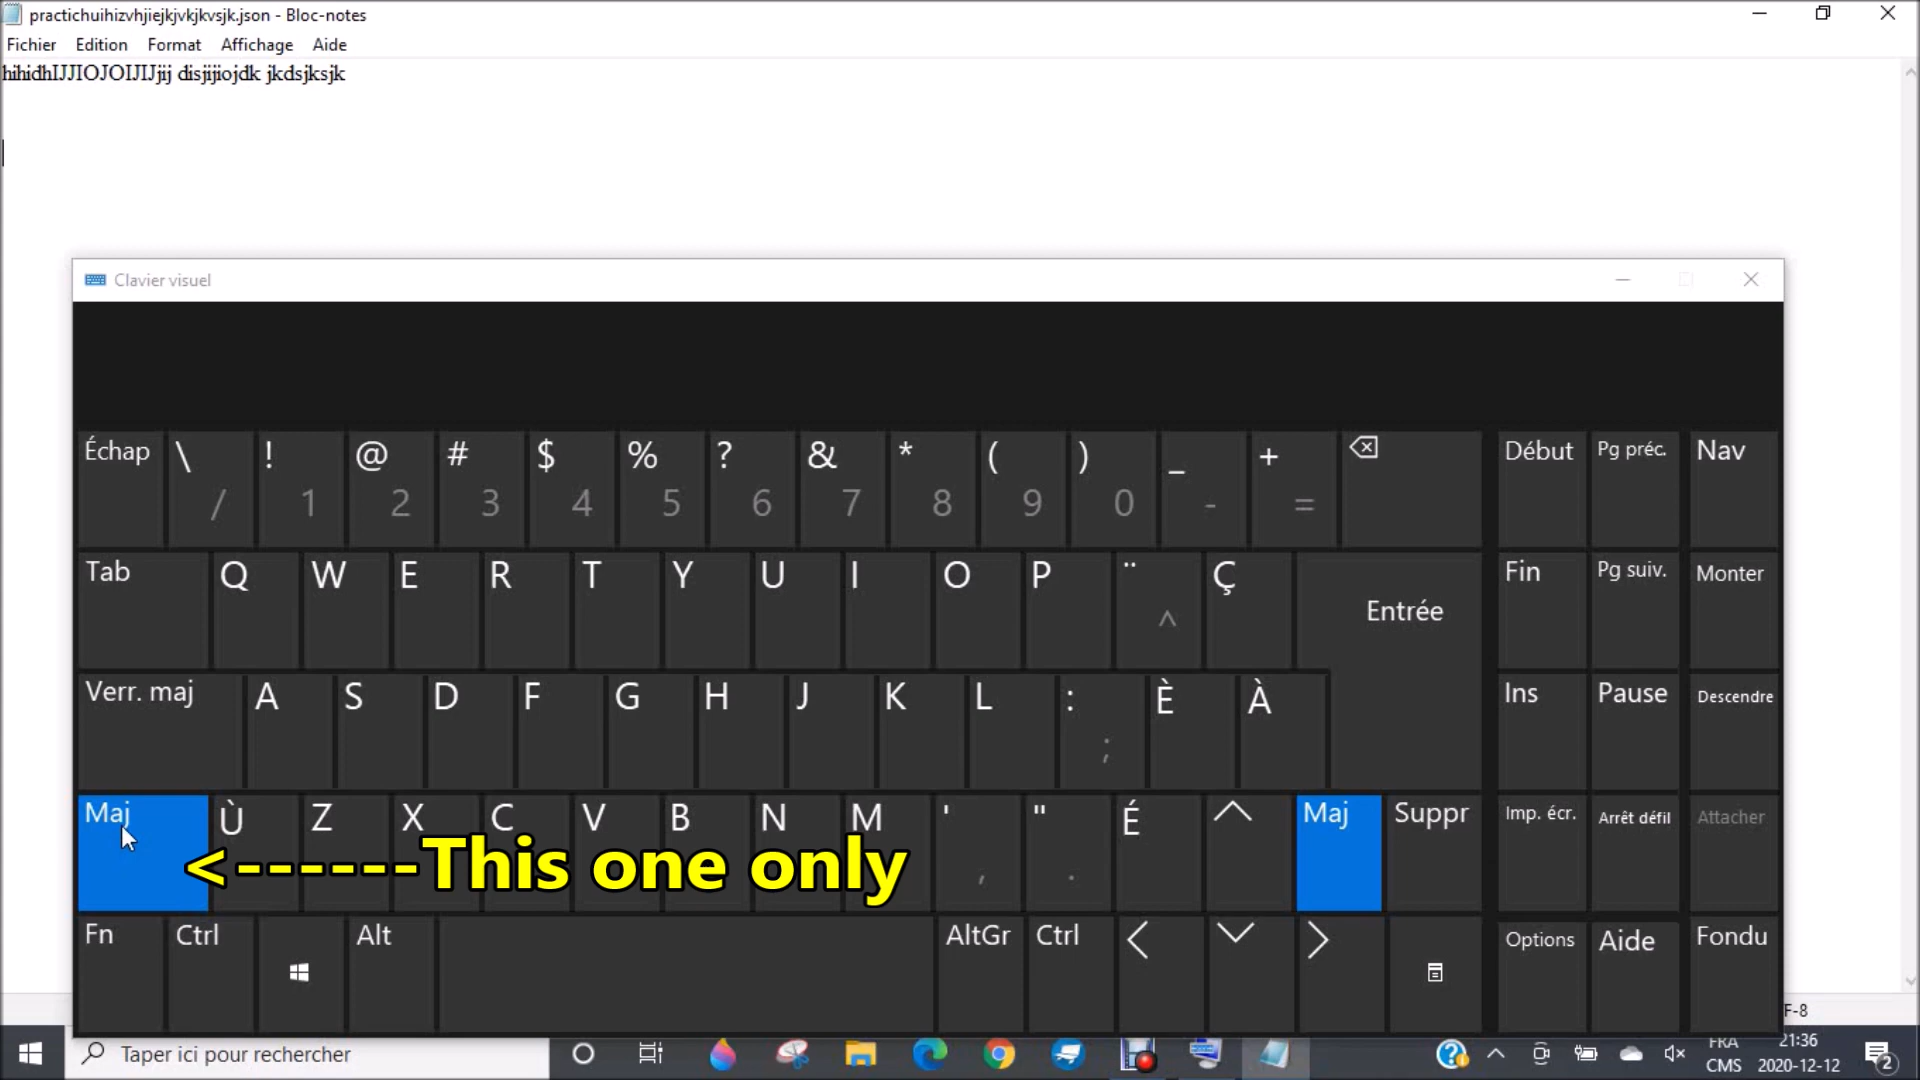 practichuihizvhjiejkjvkjkvsjk.json - Bloc-notes
Fichier Edition Format Affichage Aide
hihidhIJJIOJOIJIJjij disjijiojdk jkdsjksjk
Clavier visuel
Échap \ / ! 1 @ 2 # 3 $ 4 % 5 ? 6 & 7 * 8 ( 9 ) 0 _ - + = Début Pg préc. Nav
Tab Q W E R T Y U I O P ¨ ^ Ç Entrée Fin Pg suiv. Monter
Verr. maj A S D F G H J K L : ; È À Ins Pause Descendre
Maj Ù Z X C V B N M ' , " . É Maj Suppr Imp. écr. Arrêt défil Attacher
<------This one only
Fn Ctrl Alt AltGr Ctrl Options Aide Fondu
F-8
Taper ici pour rechercher
FRA 21:36
CMS 2020-12-12 2